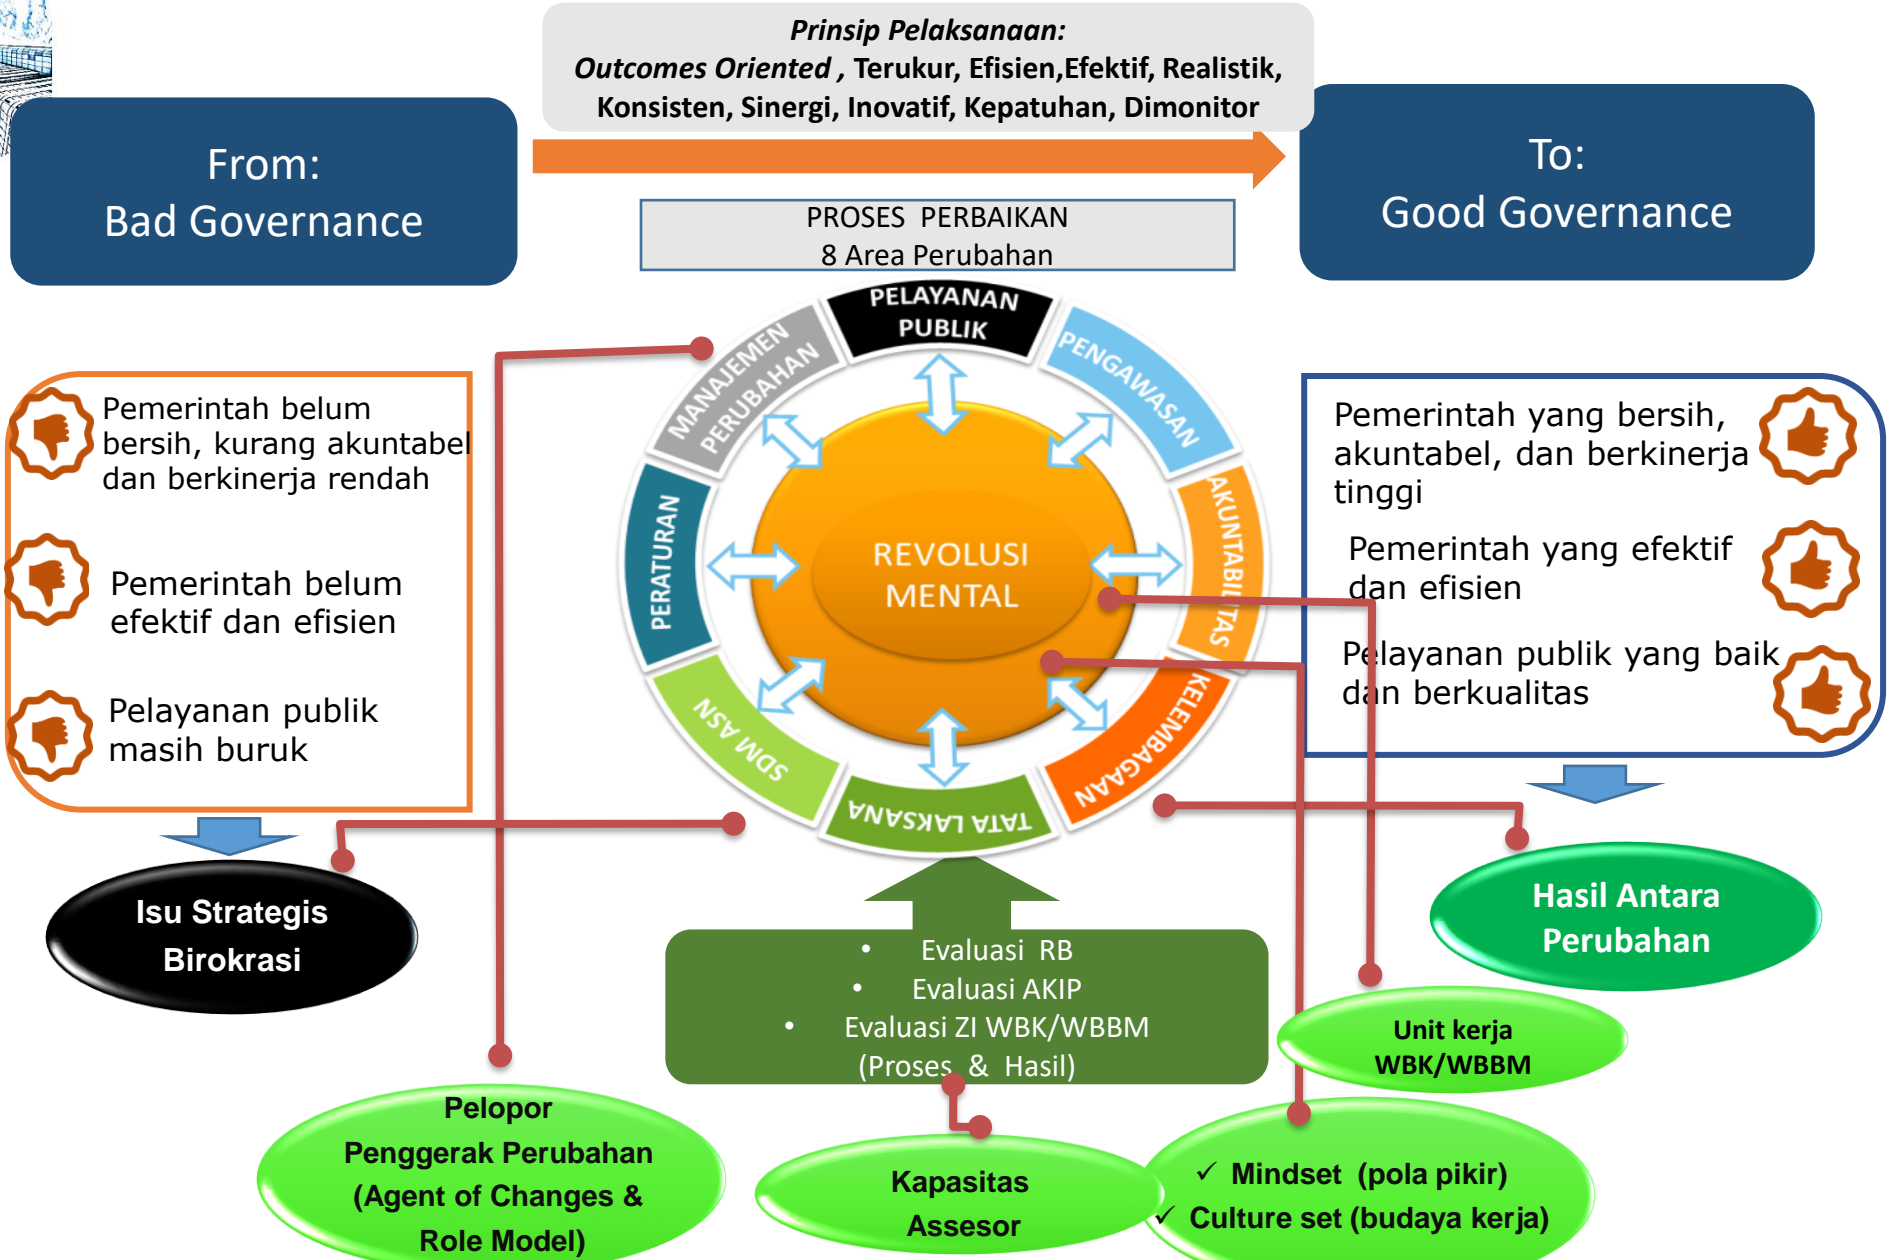 Prinsip Pelaksanaan:
Outcomes Oriented , Terukur, Efisien,Efektif, Realistik,
Konsisten, Sinergi, Inovatif, Kepatuhan, Dimonitor
From:
Bad Governance
To:
Good Governance
PROSES PERBAIKAN
8 Area Perubahan
PELAYANAN
PUBLIK
PENGAWASAN
AKUNTABILITAS
KELEMBAGAAN
TATA LAKSANA
SDM ASN
PERATURAN
MANAJEMEN
PERUBAHAN
REVOLUSI
MENTAL
Pemerintah belum
bersih, kurang akuntabel
dan berkinerja rendah
Pemerintah belum
efektif dan efisien
Pelayanan publik
masih buruk
Pemerintah yang bersih,
akuntabel, dan berkinerja
tinggi
Pemerintah yang efektif
dan efisien
Pelayanan publik yang baik
dan berkualitas
Isu Strategis
Birokrasi
Hasil Antara
Perubahan
• Evaluasi RB
• Evaluasi AKIP
• Evaluasi ZI WBK/WBBM
(Proses & Hasil)
Unit kerja
WBK/WBBM
Pelopor
Penggerak Perubahan
(Agent of Changes &
Role Model)
Kapasitas
Assesor
✓ Mindset (pola pikir)
✓ Culture set (budaya kerja)